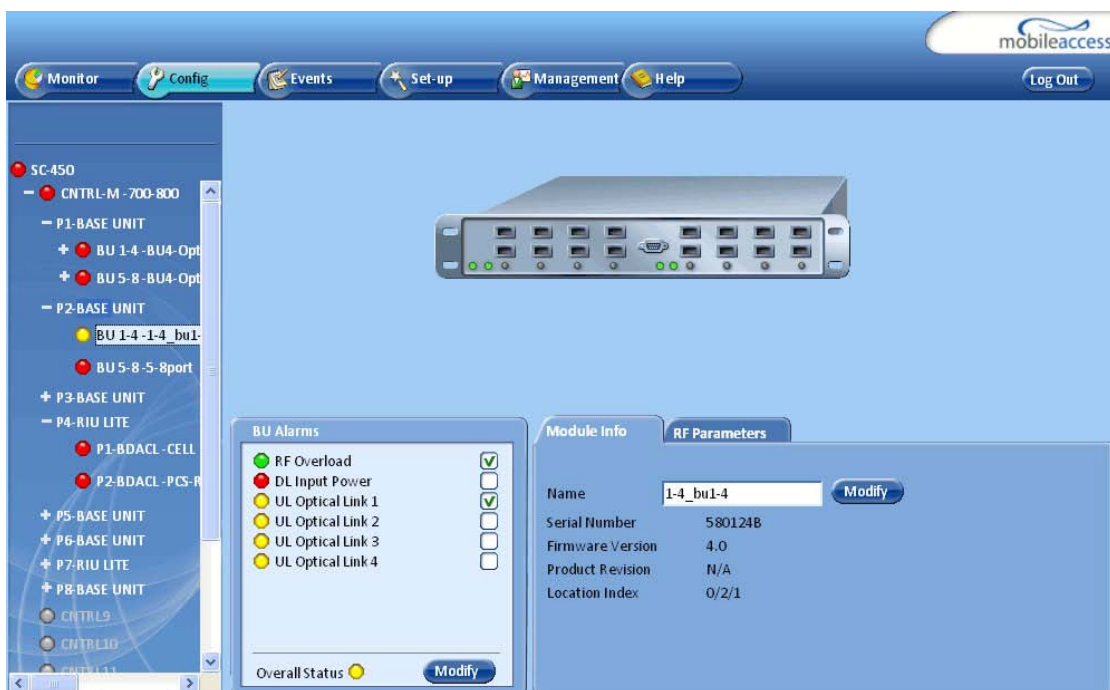 mobileaccess
Monitor Config Events Set-up Management Help Log Out
SC-450
CNTRL-M -700-800
P1-BASE UNIT
BU 1-4 -BU4-Opt
BU 5-8 -BU4-Opt
P2-BASE UNIT
BU 1-4 -1-4_bu1-
BU 5-8 -5-8port
P3-BASE UNIT
P4-RIU LITE
P1-BDACL -CELL
P2-BDACL -PCS-R
P5-BASE UNIT
P6-BASE UNIT
P7-RIU LITE
P8-BASE UNIT
CNTRL9
CNTRL10
CNTRL11
BU Alarms
RF Overload
DL Input Power
UL Optical Link 1
UL Optical Link 2
UL Optical Link 3
UL Optical Link 4
Overall Status Modify
Module Info RF Parameters
Name 1-4_bu1-4 Modify
Serial Number 580124B
Firmware Version 4.0
Product Revision N/A
Location Index 0/2/1